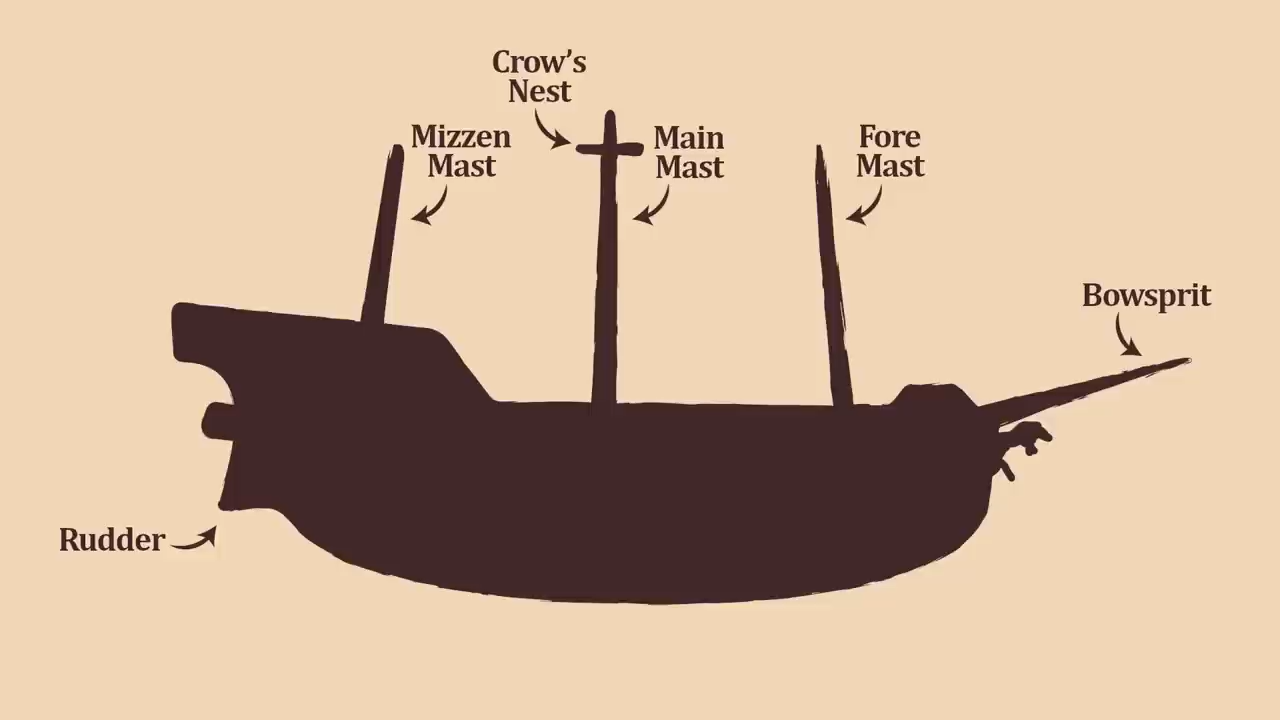 Crow’s
Nest
Mizzen
Mast
Main
Mast
Fore
Mast
Bowsprit
Rudder